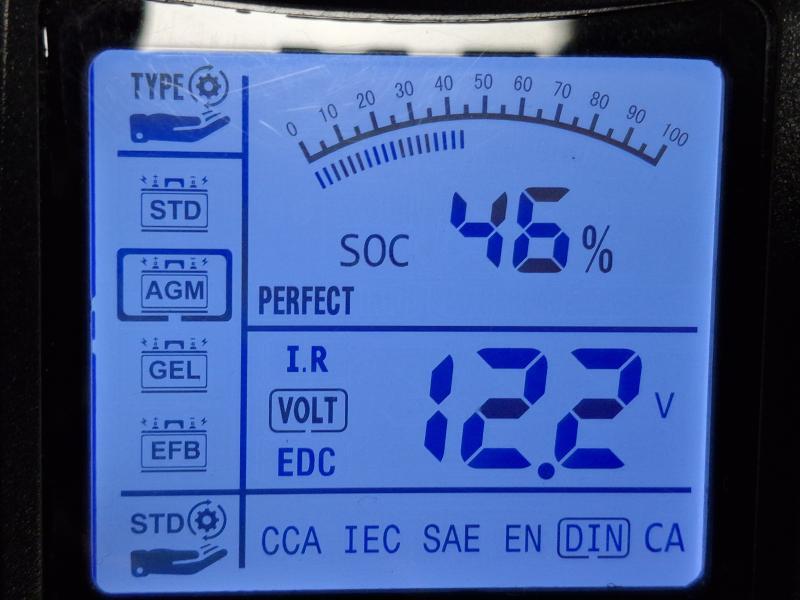 TYPE
0 10 20 30 40 50 60 70 80 90 100
STD
SOC 46 %
AGM
PERFECT
GEL
I.R
VOLT 12.2 V
EFB
EDC
STD
CCA IEC SAE EN DIN CA